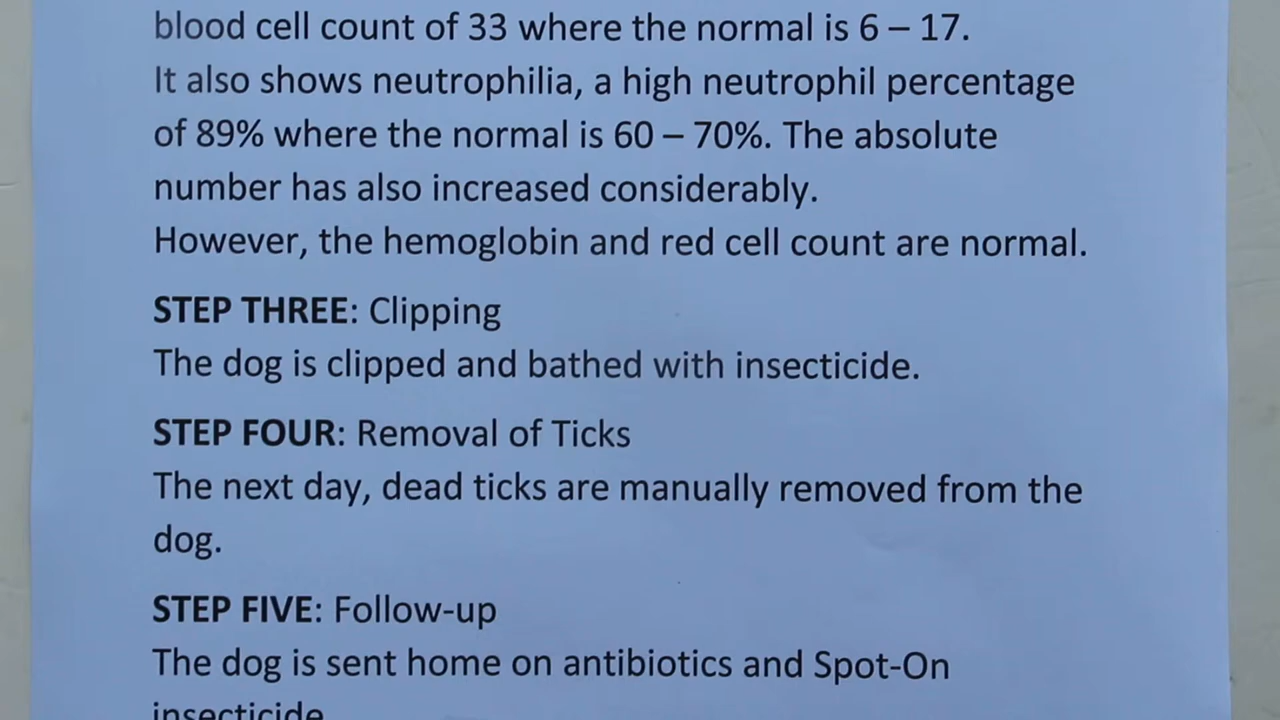 blood cell count of 33 where the normal is 6 – 17.
It also shows neutrophilia, a high neutrophil percentage
of 89% where the normal is 60 – 70%. The absolute
number has also increased considerably.
However, the hemoglobin and red cell count are normal.
STEP THREE: Clipping
The dog is clipped and bathed with insecticide.
STEP FOUR: Removal of Ticks
The next day, dead ticks are manually removed from the
dog.
STEP FIVE: Follow-up
The dog is sent home on antibiotics and Spot-On
insecticide